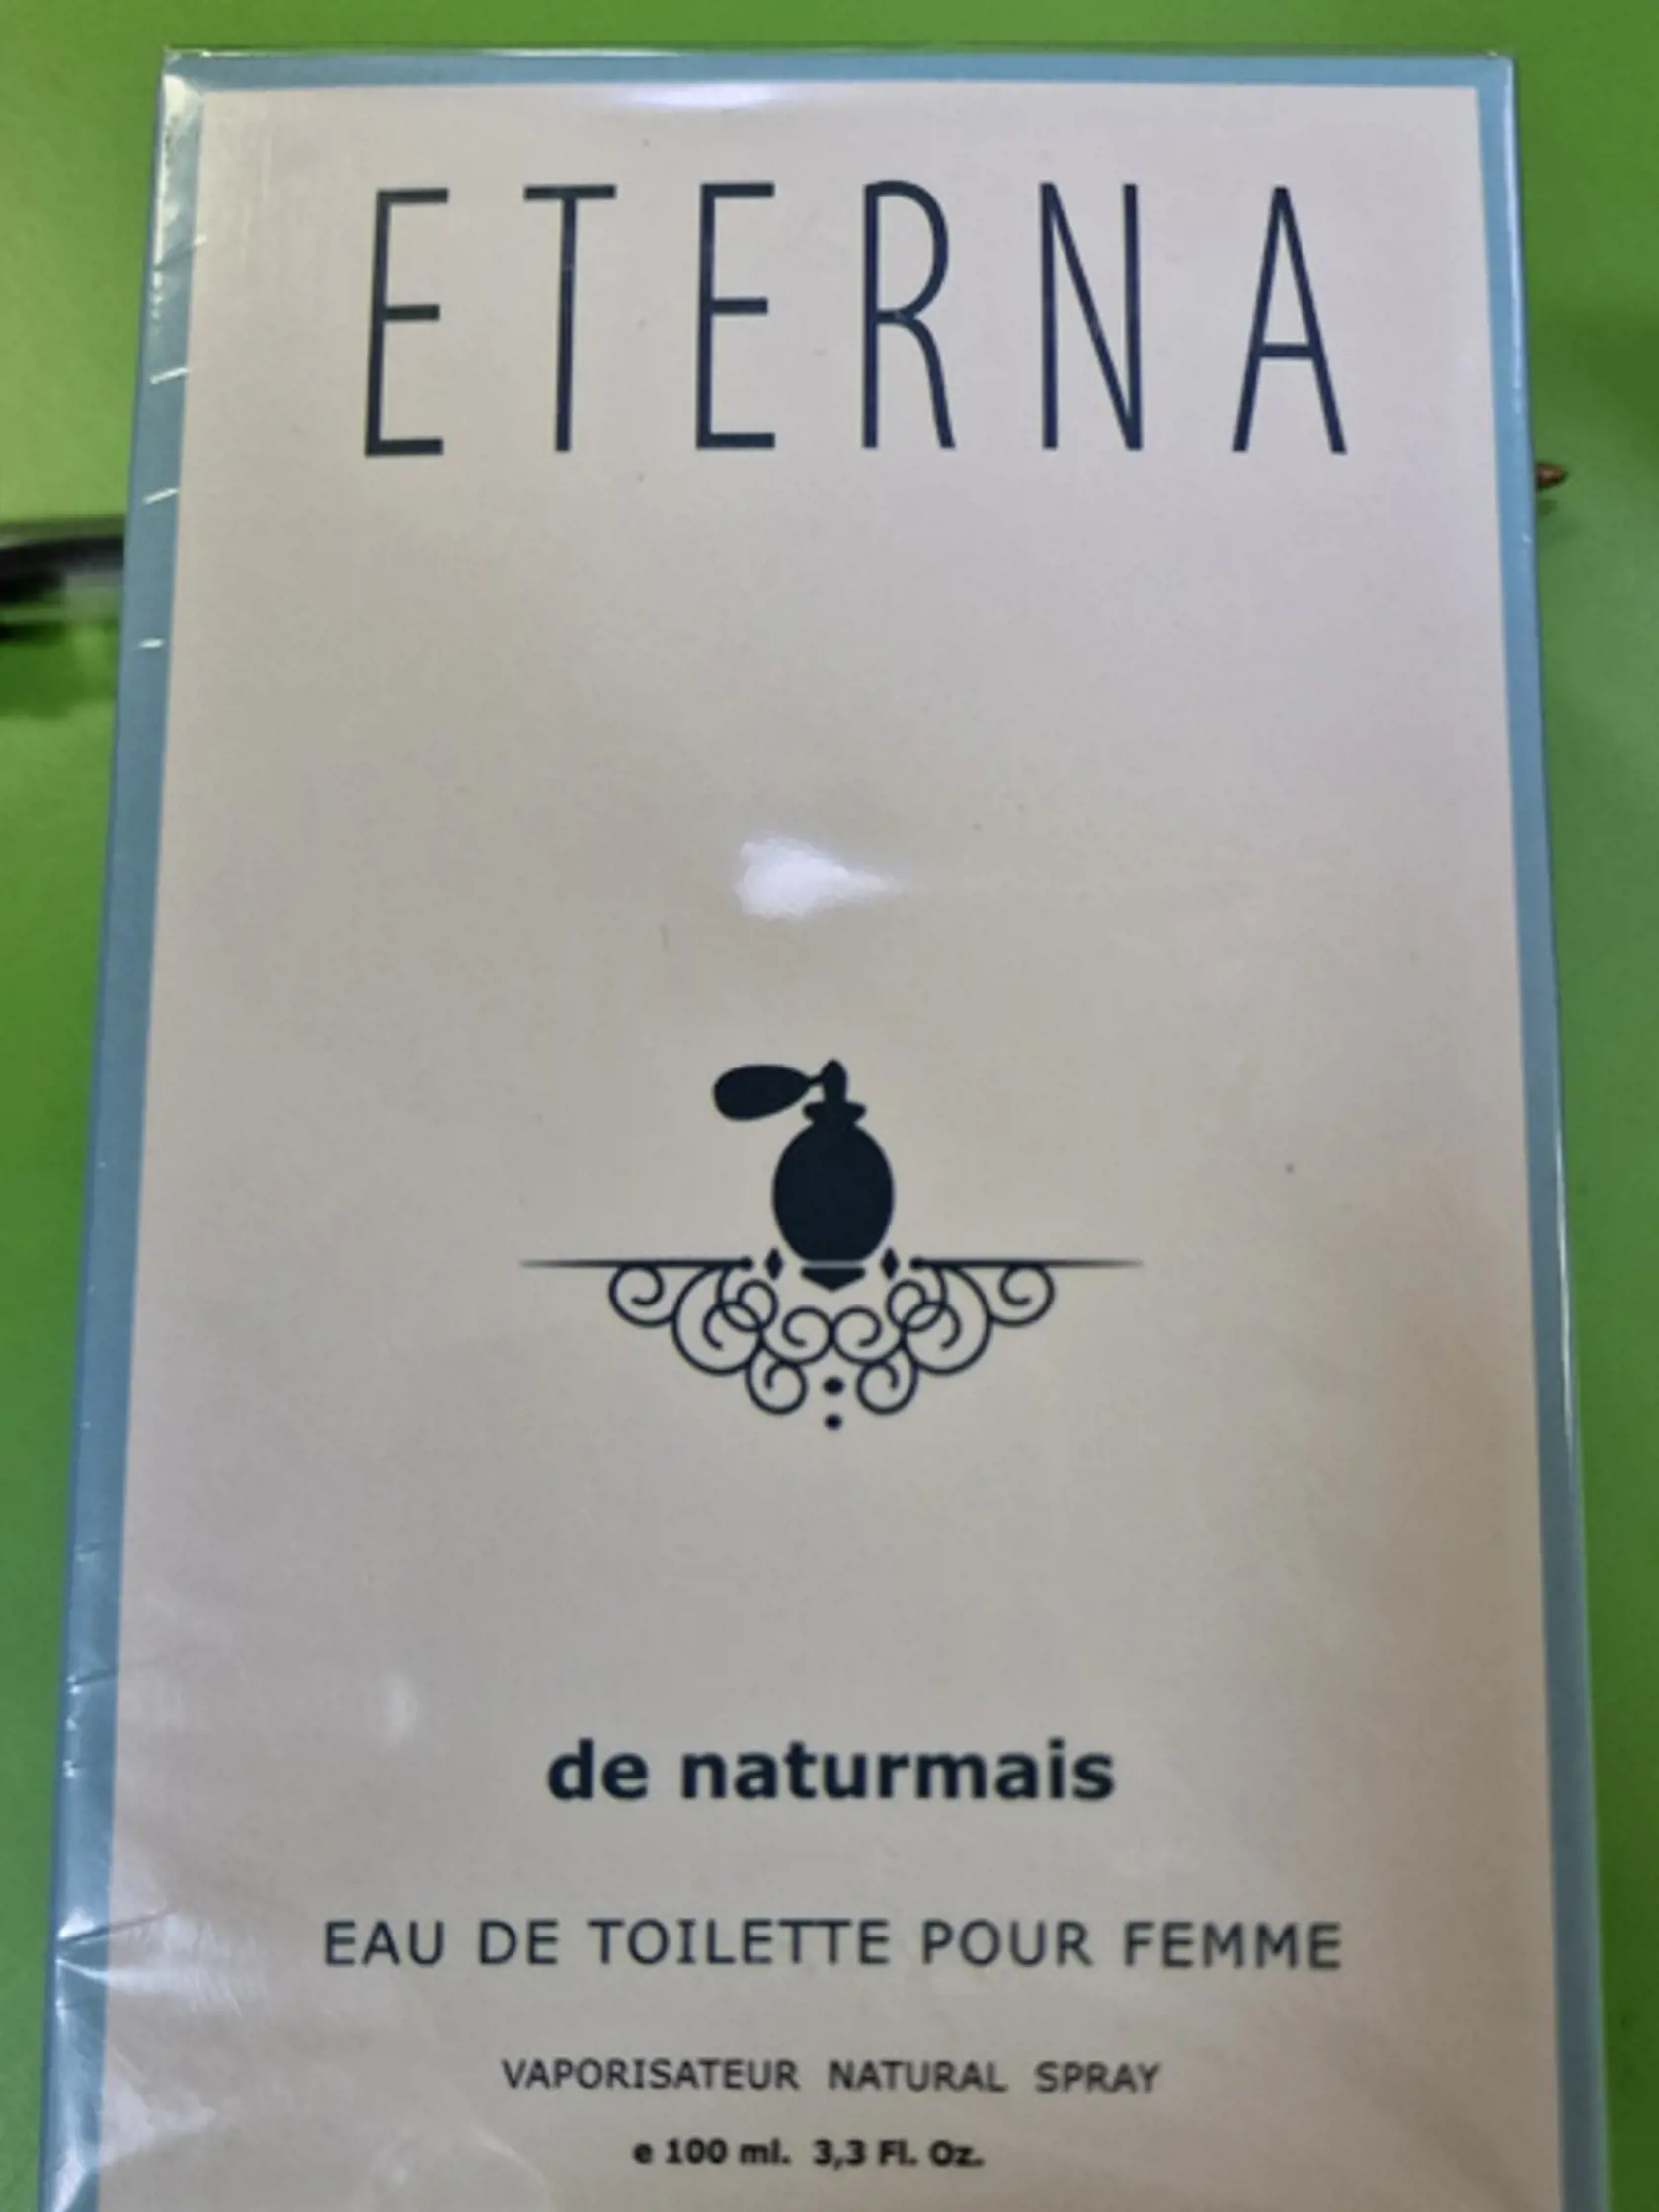 ETERNA
de naturmais
EAU DE TOILETTE POUR FEMME
VAPORISATEUR NATURAL SPRAY
e 100 ml. 3,3 Fl. Oz.